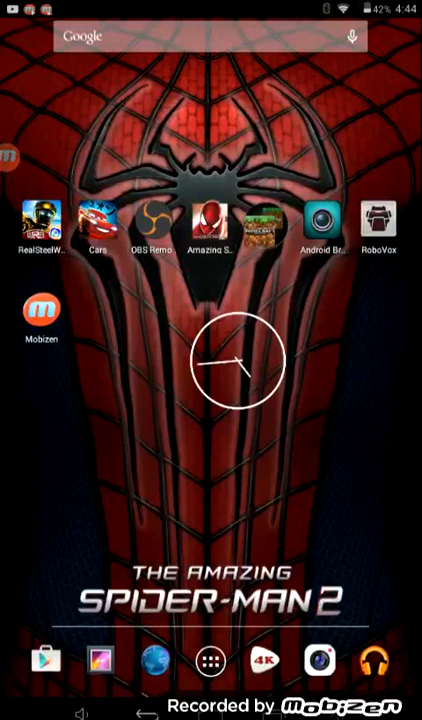 42% 4:44
Google
RealSteelW..
Cars
OBS Remo..
Amazing S..
Android Br..
RoboVox
Mobizen
THE AMAZING
SPIDER-MAN 2
4K
Recorded by mobizen